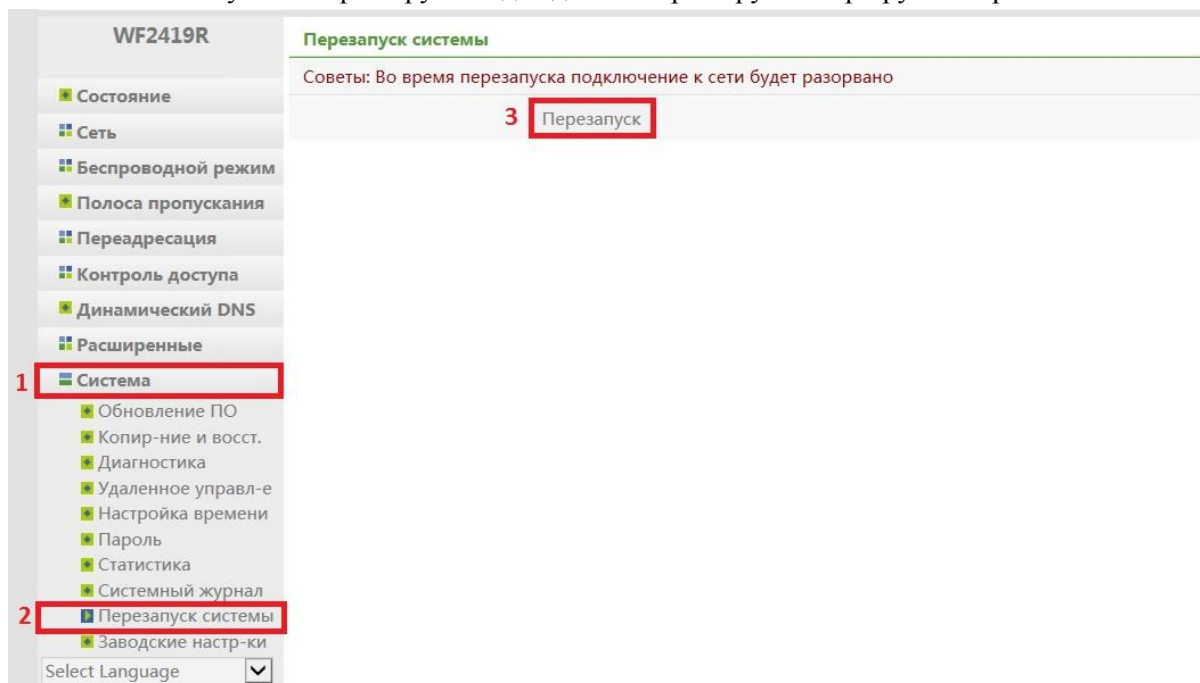 WF2419R
Состояние
Сеть
Беспроводной режим
Полоса пропускания
Переадресация
Контроль доступа
Динамический DNS
Расширенные
1 Система
Обновление ПО
Копир-ние и восст.
Диагностика
Удаленное управл-е
Настройка времени
Пароль
Статистика
Системный журнал
2 Перезапуск системы
Заводские настр-ки
Select Language
Перезапуск системы
Советы: Во время перезапуска подключение к сети будет разорвано
3 Перезапуск